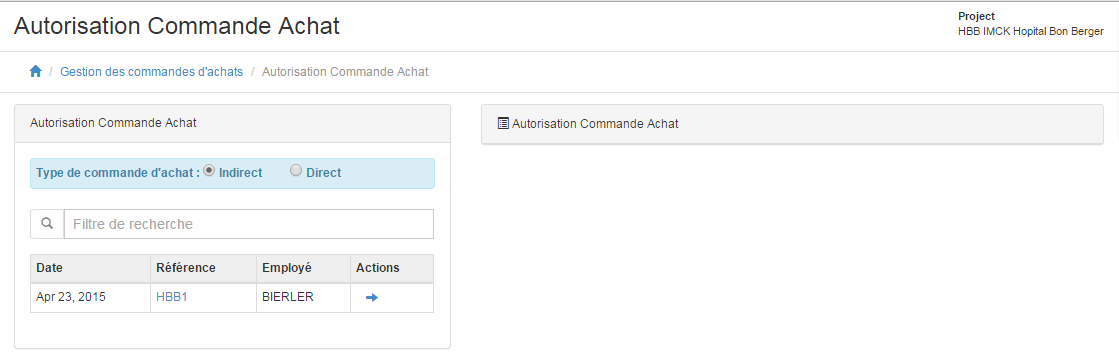 Autorisation Commande Achat
Project
HBB IMCK Hopital Bon Berger
/ Gestion des commandes d'achats / Autorisation Commande Achat
Autorisation Commande Achat
Type de commande d'achat : Indirect Direct
Filtre de recherche
Date Référence Employé Actions
Apr 23, 2015 HBB1 BIERLER
Autorisation Commande Achat